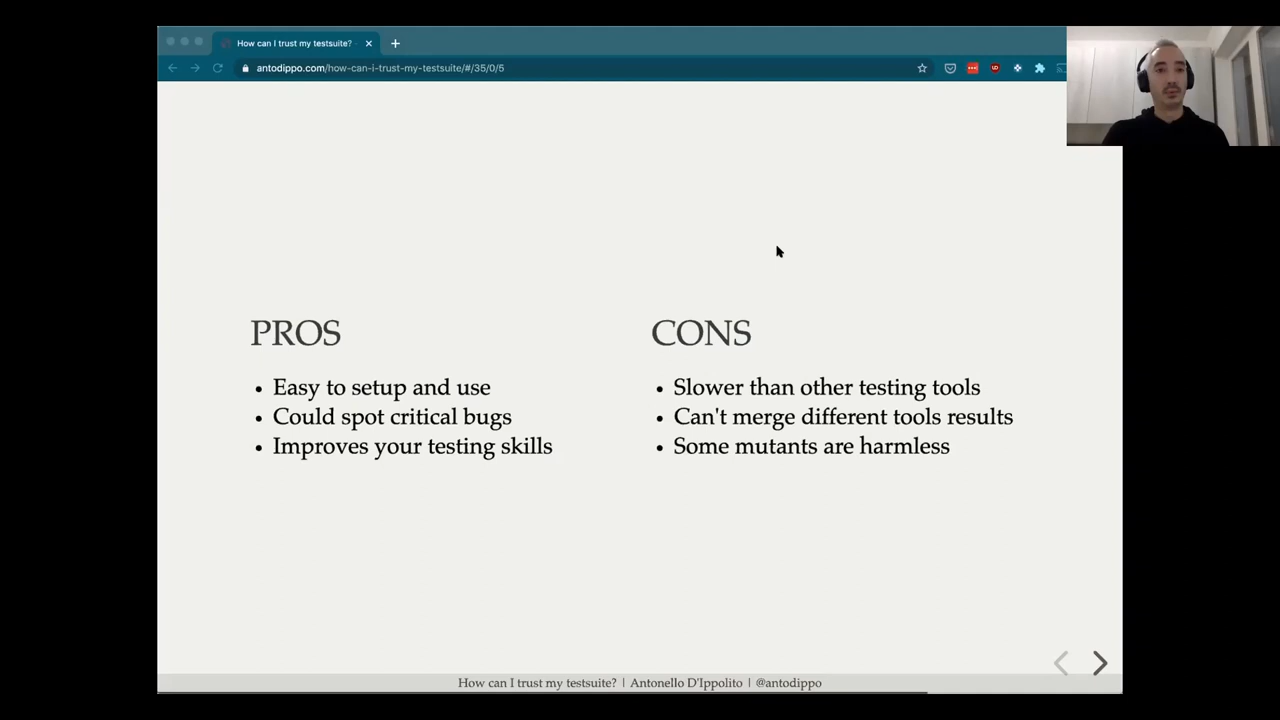 How can I trust my testsuite?
antodippo.com/how-can-i-trust-my-testsuite/#/35/0/5
PROS
• Easy to setup and use
• Could spot critical bugs
• Improves your testing skills
CONS
• Slower than other testing tools
• Can't merge different tools results
• Some mutants are harmless
How can I trust my testsuite? | Antonello D'Ippolito | @antodippo